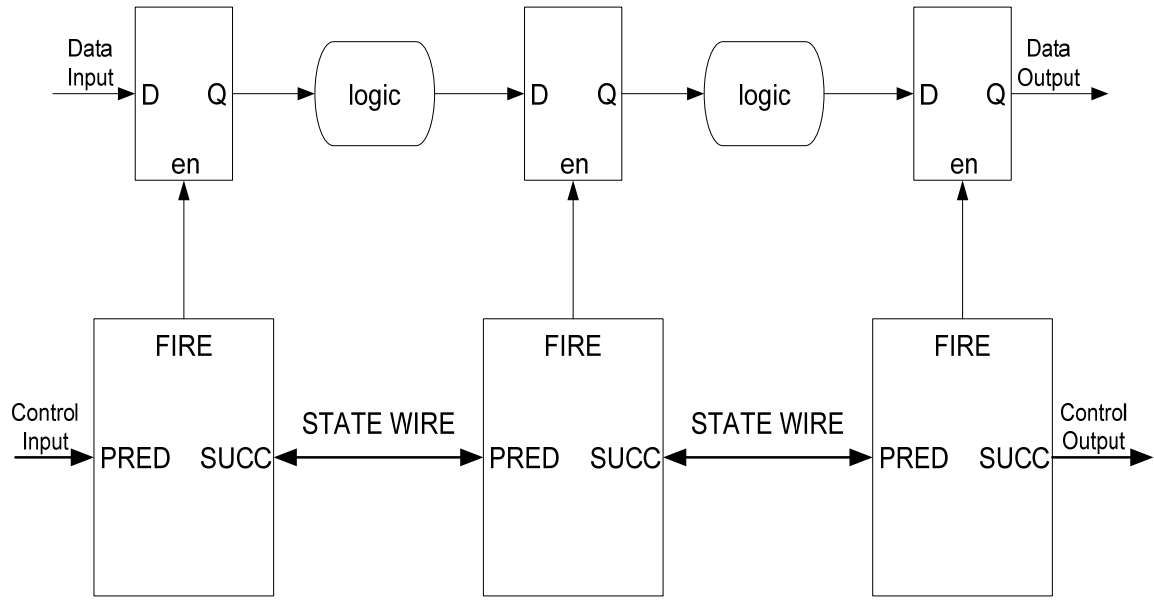 Data
Input
D Q
en
logic
D Q
en
logic
D Q
en
Data
Output
FIRE
FIRE
FIRE
Control
Input
PRED SUCC
STATE WIRE
PRED SUCC
STATE WIRE
PRED SUCC
Control
Output